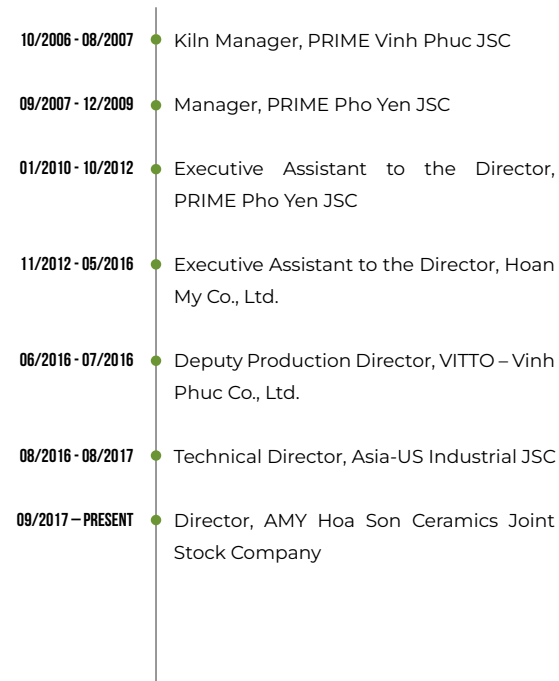 10/2006 - 08/2007 Kiln Manager, PRIME Vinh Phuc JSC
09/2007 - 12/2009 Manager, PRIME Pho Yen JSC
01/2010 - 10/2012 Executive Assistant to the Director,
PRIME Pho Yen JSC
11/2012 - 05/2016 Executive Assistant to the Director, Hoan
My Co., Ltd.
06/2016 - 07/2016 Deputy Production Director, VITTO – Vinh
Phuc Co., Ltd.
08/2016 - 08/2017 Technical Director, Asia-US Industrial JSC
09/2017 – PRESENT Director, AMY Hoa Son Ceramics Joint
Stock Company